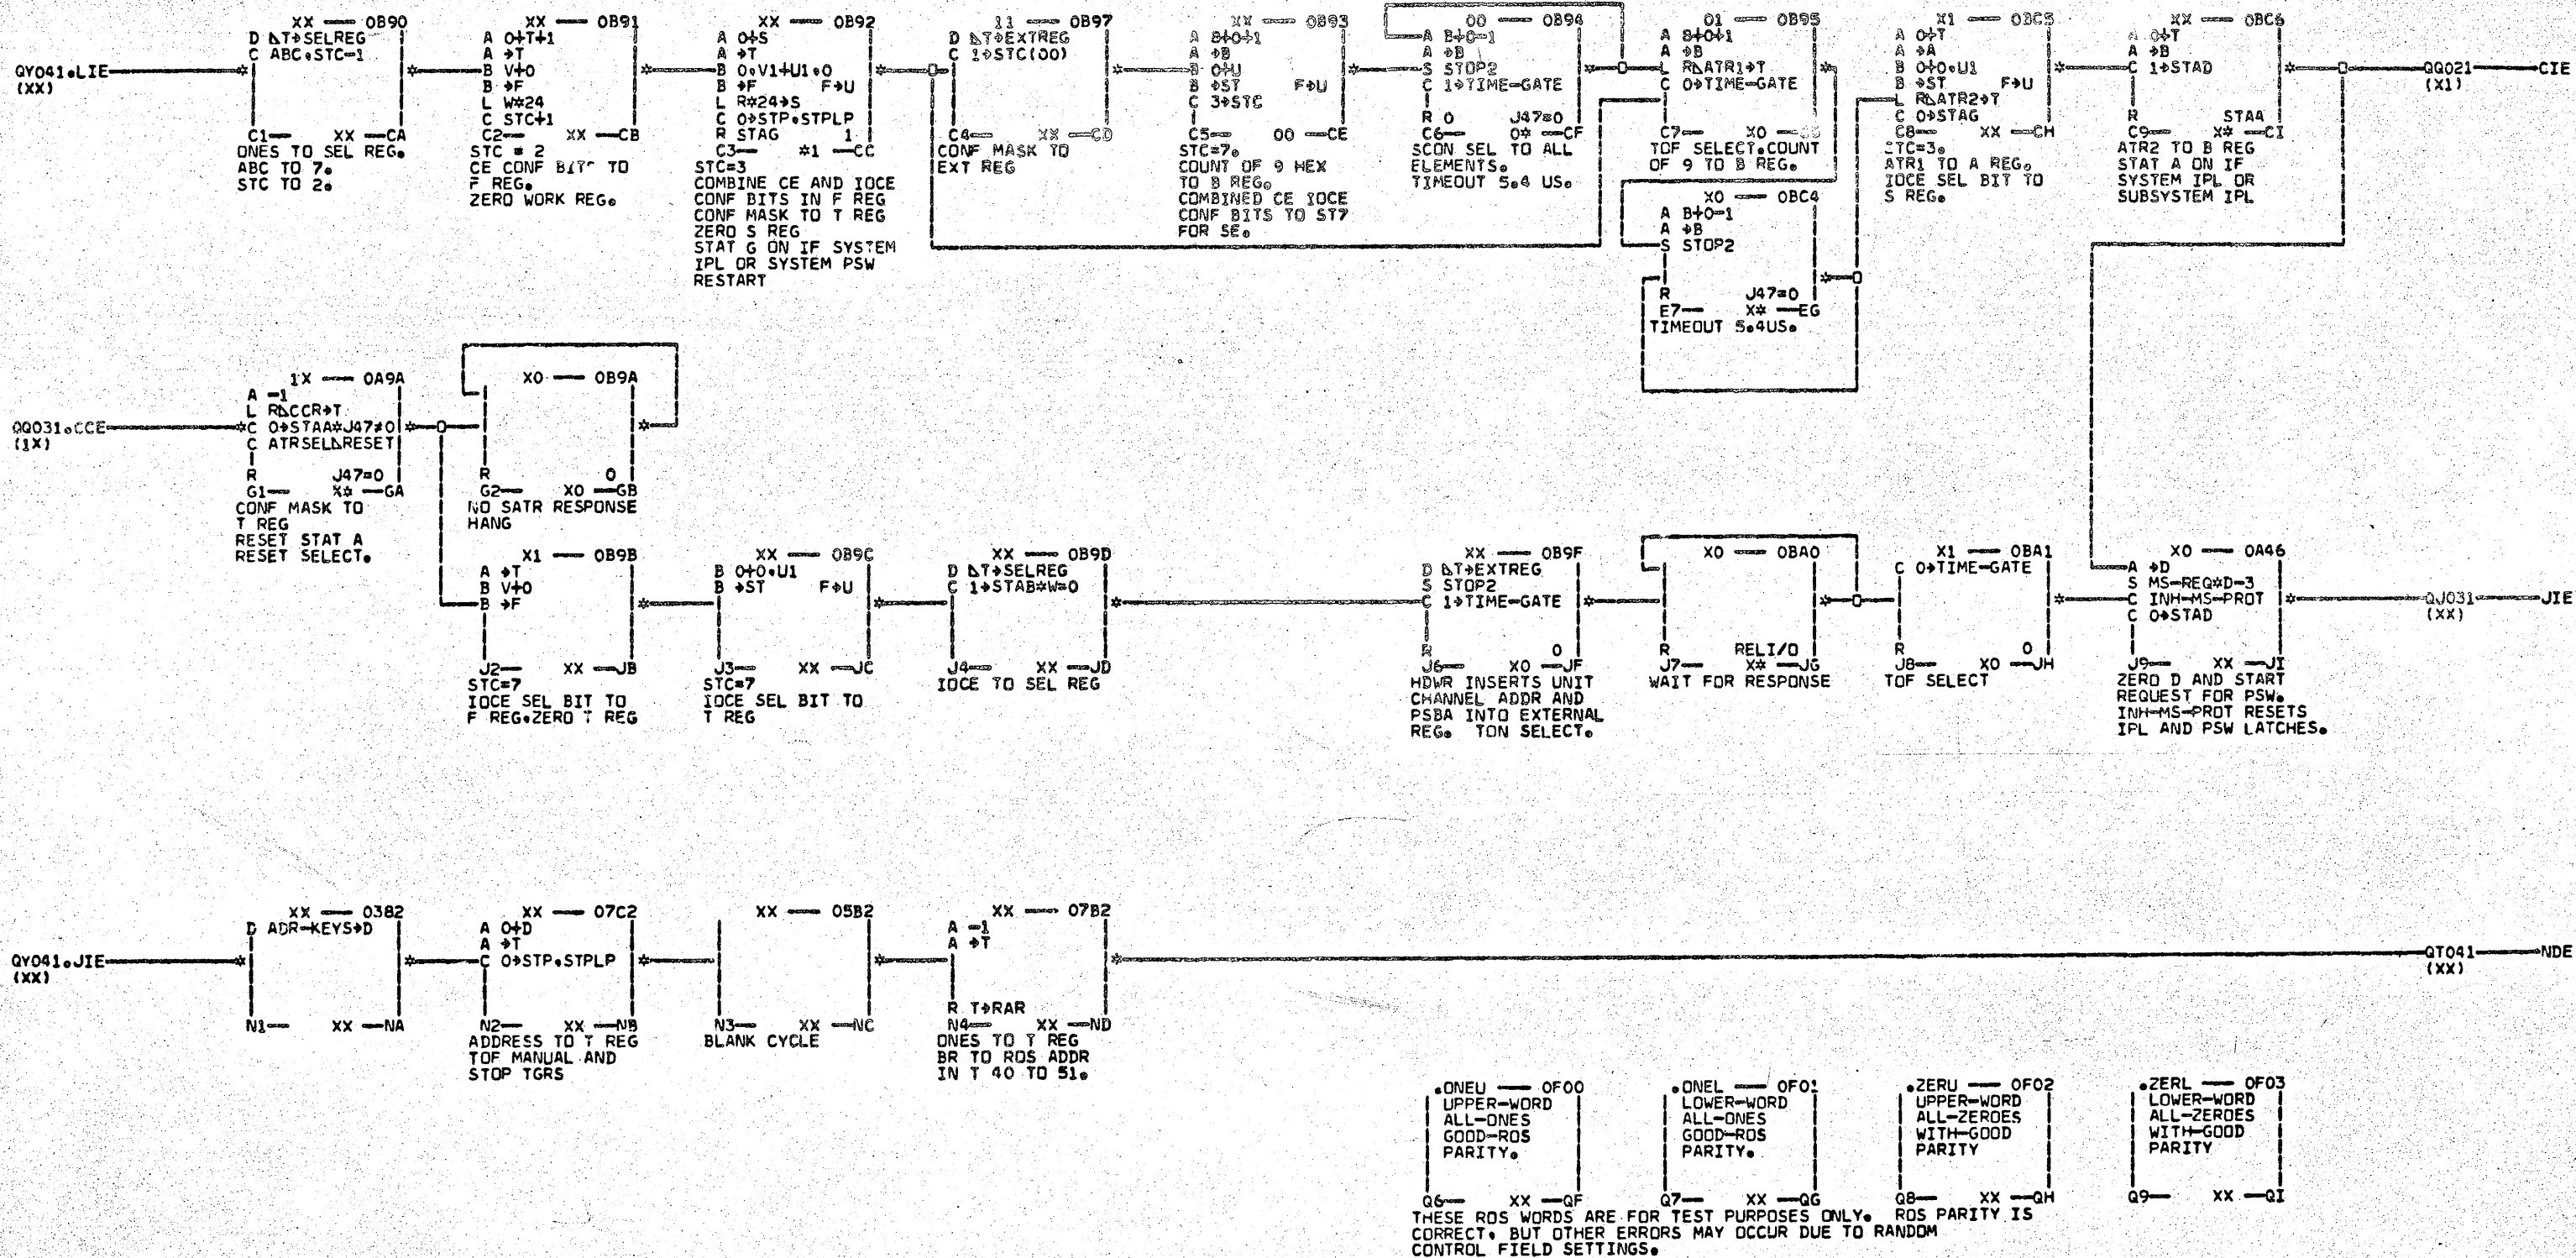 XX — 0B90
D ΔT→SELREG
C ABC.STC-1
QY041.LIE
(XX)
C1— XX —CA
ONES TO SEL REG.
ABC TO 7.
STC TO 2.
XX — 0B91
A 0+T+1
A →T
B V+0
B →F
L W*24
C STC+1
C2— XX —CB
STC = 2
CE CONF BITS TO
F REG.
ZERO WORK REG.
XX — 0B92
A 0+S
A →T
B 0.V1+U1.0
B →F F→U
L R*24→S
C 0→STP.STPLP
R STAG 1
C3— *1 —CC
STC=3
COMBINE CE AND IOCE
CONF BITS IN F REG
CONF MASK TO T REG
ZERO S REG
STAT G ON IF SYSTEM
IPL OR SYSTEM PSW
RESTART
11 — 0B97
D ΔT→EXTREG
C 1→STC(00)
C4— XX —CD
CONF MASK TO
EXT REG
XX — 0B93
A B+0+1
A →B
B 0+U
B →ST F→U
C 3→STC
C5— 00 —CE
STC=7.
COUNT OF 9 HEX
TO B REG.
COMBINED CE IOCE
CONF BITS TO ST7
FOR SE.
00 — 0B94
A B+0-1
A →B
S STOP2
C 1→TIME-GATE
R 0 J47=0
C6— 0* —CF
SCON SEL TO ALL
ELEMENTS.
TIMEOUT 5.4 US.
01 — 0B95
A B+0+1
A →B
L RΔATR1→T
C 0→TIME-GATE
C7— X0 —
TOF SELECT.COUNT
OF 9 TO B REG.
X0 — 0BC4
A B+0-1
A →B
S STOP2
R J47=0
E7— X* —EG
TIMEOUT 5.4US.
X1 — 0BC5
A 0+T
A →A
B 0+0.U1
B →ST F→U
L RΔATR2→T
C 0→STAG
C8— XX —CH
STC=3.
ATR1 TO A REG.
IOCE SEL BIT TO
S REG.
XX — 0BC6
A 0+T
A →B
C 1→STAD
R STAA
C9— X* —CI
ATR2 TO B REG
STAT A ON IF
SYSTEM IPL OR
SUBSYSTEM IPL
QQ021 —CIE
(X1)
1X — 0A9A
A -1
L RΔCCR→T
C 0→STAA*J47≠0
C ATRSELΔRESET
R J47=0
G1— X* —GA
QQ031.CCE
(1X)
CONF MASK TO
T REG
RESET STAT A
RESET SELECT.
X0 — 0B9A
R 0
G2— X0 —GB
NO SATR RESPONSE
HANG
X1 — 0B9B
A →T
B V+0
B →F
J2— XX —JB
STC=7
IOCE SEL BIT TO
F REG.ZERO T REG
XX — 0B9C
B 0+0.U1
B →ST F→U
J3— XX —JC
STC=7
IOCE SEL BIT TO
T REG
XX — 0B9D
D ΔT→SELREG
C 1→STAB*W=0
J4— XX —JD
IOCE TO SEL REG
XX — 0B9F
D ΔT→EXTREG
S STOP2
C 1→TIME-GATE
R 0
J6— X0 —JF
HDWR INSERTS UNIT
CHANNEL ADDR AND
PSBA INTO EXTERNAL
REG. TON SELECT.
X0 — 0BA0
R RELI/O
J7— X* —JG
WAIT FOR RESPONSE
X1 — 0BA1
C 0→TIME-GATE
R 0
J8— X0 —JH
TOF SELECT
X0 — 0A46
A →D
S MS-REQ*D-3
C INH-MS-PROT
C 0→STAD
J9— XX —JI
ZERO D AND START
REQUEST FOR PSW.
INH-MS-PROT RESETS
IPL AND PSW LATCHES.
QJ031 —JIE
(XX)
XX — 0382
D ADR-KEYS→D
QY041.JIE
(XX)
N1— XX —NA
XX — 07C2
A 0+D
A →T
C 0→STP.STPLP
N2— XX —NB
ADDRESS TO T REG
TOF MANUAL AND
STOP TGRS
XX — 05B2
N3— XX —NC
BLANK CYCLE
XX — 07B2
A -1
A →T
R T→RAR
N4— XX —ND
ONES TO T REG
BR TO ROS ADDR
IN T 40 TO 51.
QT041 —NDE
(XX)
.ONEU — 0F00
UPPER-WORD
ALL-ONES
GOOD-ROS
PARITY.
Q6— XX —QF
.ONEL — 0F01
LOWER-WORD
ALL-ONES
GOOD-ROS
PARITY.
Q7— XX —QG
.ZERU — 0F02
UPPER-WORD
ALL-ZEROES
WITH-GOOD
PARITY
Q8— XX —QH
.ZERL — 0F03
LOWER-WORD
ALL-ZEROES
WITH-GOOD
PARITY
Q9— XX —QI
THESE ROS WORDS ARE FOR TEST PURPOSES ONLY. ROS PARITY IS
CORRECT. BUT OTHER ERRORS MAY OCCUR DUE TO RANDOM
CONTROL FIELD SETTINGS.